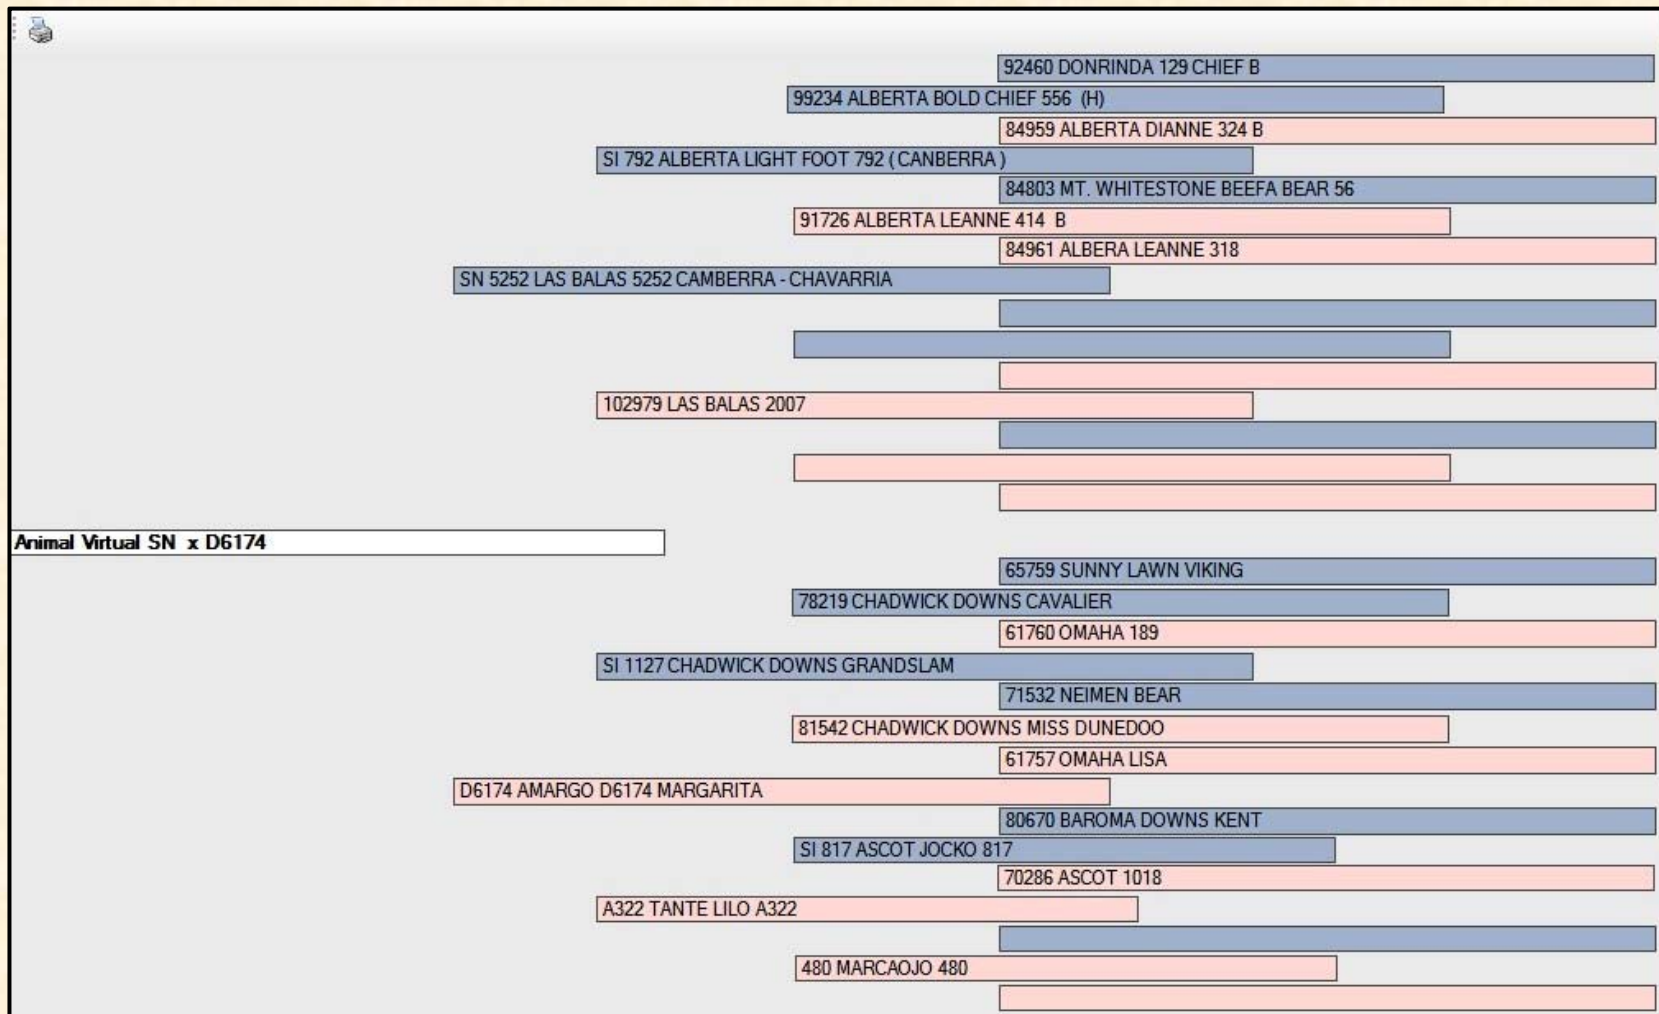 92460 DONRINDA 129 CHIEF B
99234 ALBERTA BOLD CHIEF 556 (H)
84959 ALBERTA DIANNE 324 B
SI 792 ALBERTA LIGHT FOOT 792 ( CANBERRA )
84803 MT. WHITESTONE BEEFA BEAR 56
91726 ALBERTA LEANNE 414 B
84961 ALBERA LEANNE 318
SN 5252 LAS BALAS 5252 CAMBERRA - CHAVARRIA
102979 LAS BALAS 2007
Animal Virtual SN x D6174
65759 SUNNY LAWN VIKING
78219 CHADWICK DOWNS CAVALIER
61760 OMAHA 189
SI 1127 CHADWICK DOWNS GRANDSLAM
71532 NEIMEN BEAR
81542 CHADWICK DOWNS MISS DUNEDOO
61757 OMAHA LISA
D6174 AMARGO D6174 MARGARITA
80670 BAROMA DOWNS KENT
SI 817 ASCOT JOCKO 817
70286 ASCOT 1018
A322 TANTE LILO A322
480 MARCAOJO 480